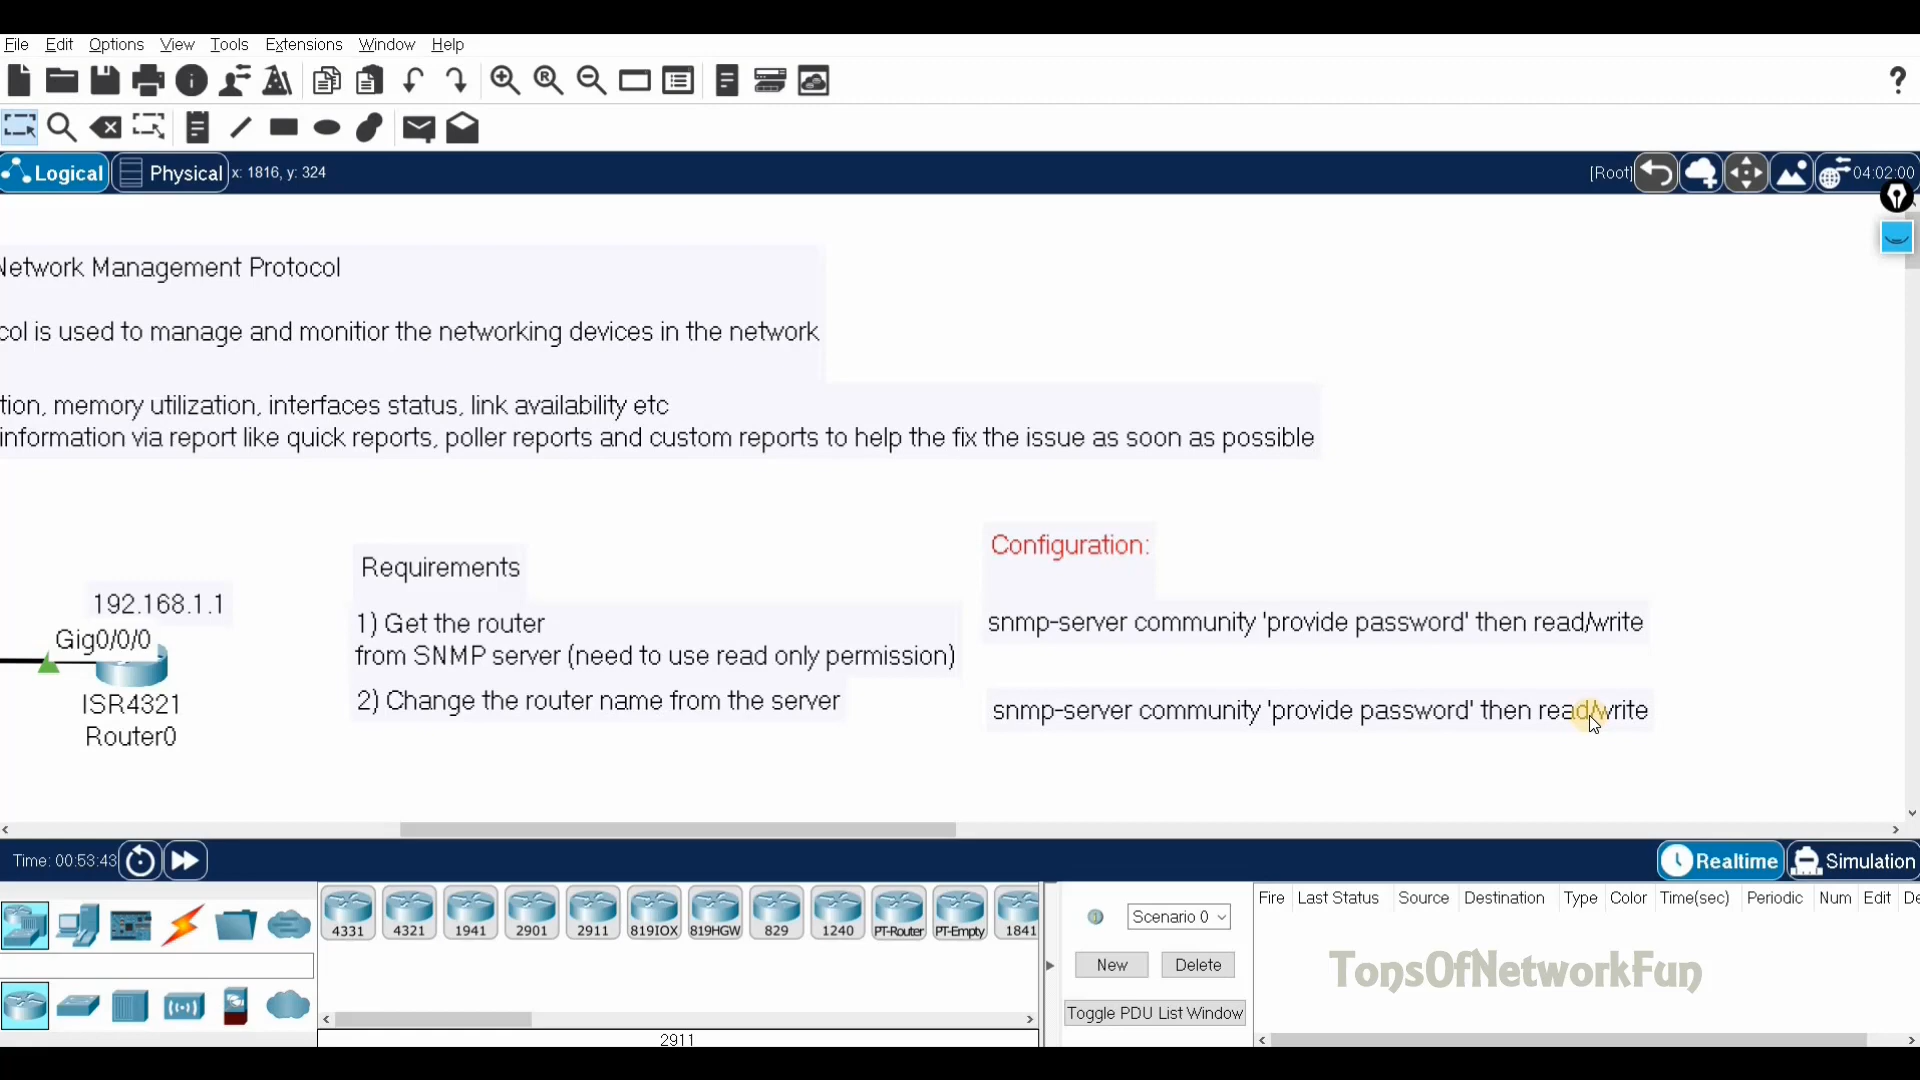 File Edit Options View Tools Extensions Window Help
Logical Physical x: 1816, y: 324 [Root] 04:02:00
Network Management Protocol
col is used to manage and monitior the networking devices in the network
tion, memory utilization, interfaces status, link availability etc
information via report like quick reports, poller reports and custom reports to help the fix the issue as soon as possible
Configuration:
Requirements
192.168.1.1
1) Get the router
snmp-server community 'provide password' then read/write
Gig0/0/0
from SNMP server (need to use read only permission)
2) Change the router name from the server
ISR4321
snmp-server community 'provide password' then read/write
Router0
Time: 00:53:43 Realtime Simulation
Fire Last Status Source Destination Type Color Time(sec) Periodic Num Edit De
Scenario 0
4331 4321 1941 2901 2911 819IOX 819HGW 829 1240 PT-Router PT-Empty 1841
New Delete
TonsOfNetworkFun
Toggle PDU List Window
2911